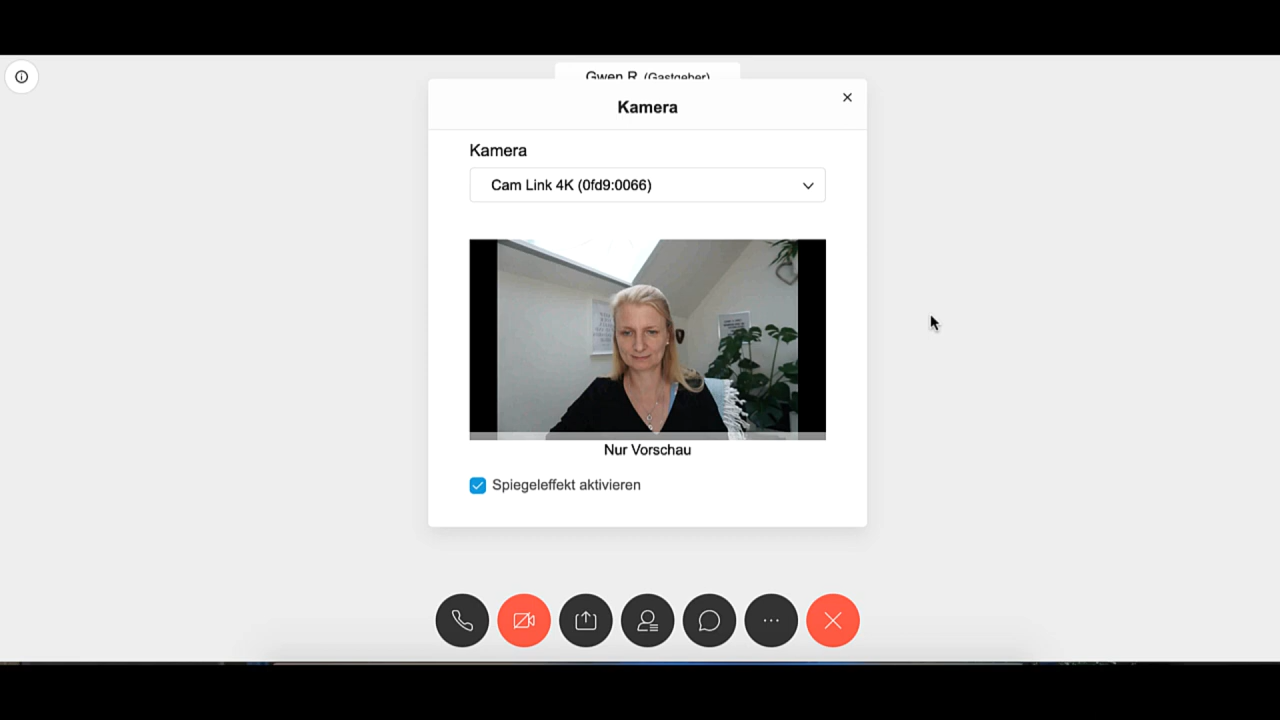 Gwen R. (Gastgeber)
Kamera
Kamera
Cam Link 4K (0fd9:0066)
Nur Vorschau
Spiegeleffekt aktivieren